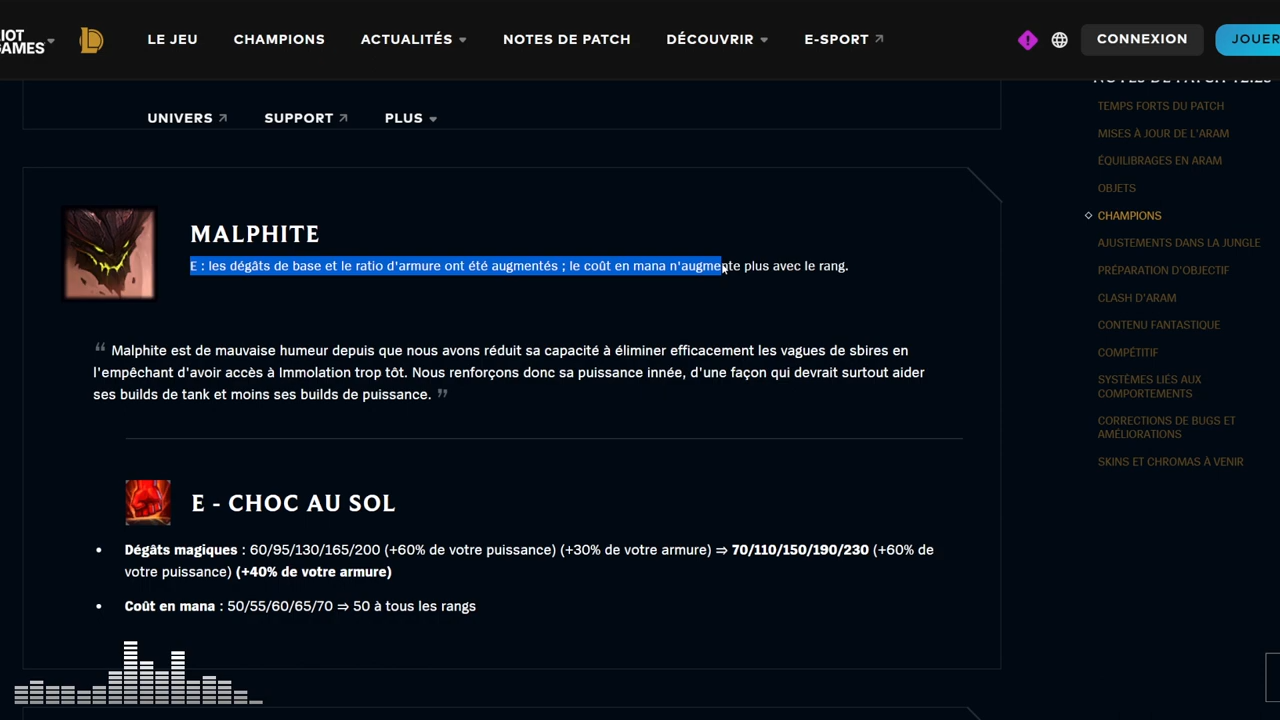 IOT
GAMES
LE JEU
CHAMPIONS
ACTUALITÉS
NOTES DE PATCH
DÉCOUVRIR
E-SPORT
CONNEXION
JOUER
UNIVERS
SUPPORT
PLUS
MALPHITE
E : les dégâts de base et le ratio d'armure ont été augmentés ; le coût en mana n'augmente plus avec le rang.
“ Malphite est de mauvaise humeur depuis que nous avons réduit sa capacité à éliminer efficacement les vagues de sbires en
l'empêchant d'avoir accès à Immolation trop tôt. Nous renforçons donc sa puissance innée, d'une façon qui devrait surtout aider
ses builds de tank et moins ses builds de puissance. ”
E - CHOC AU SOL
• Dégâts magiques : 60/95/130/165/200 (+60% de votre puissance) (+30% de votre armure) ⇒ 70/110/150/190/230 (+60% de
votre puissance) (+40% de votre armure)
• Coût en mana : 50/55/60/65/70 ⇒ 50 à tous les rangs
NOTES DE PATCH
TEMPS FORTS DU PATCH
MISES À JOUR DE L'ARAM
ÉQUILIBRAGES EN ARAM
OBJETS
CHAMPIONS
AJUSTEMENTS DANS LA JUNGLE
PRÉPARATION D'OBJECTIF
CLASH D'ARAM
CONTENU FANTASTIQUE
COMPÉTITIF
SYSTÈMES LIÉS AUX
COMPORTEMENTS
CORRECTIONS DE BUGS ET
AMÉLIORATIONS
SKINS ET CHROMAS À VENIR